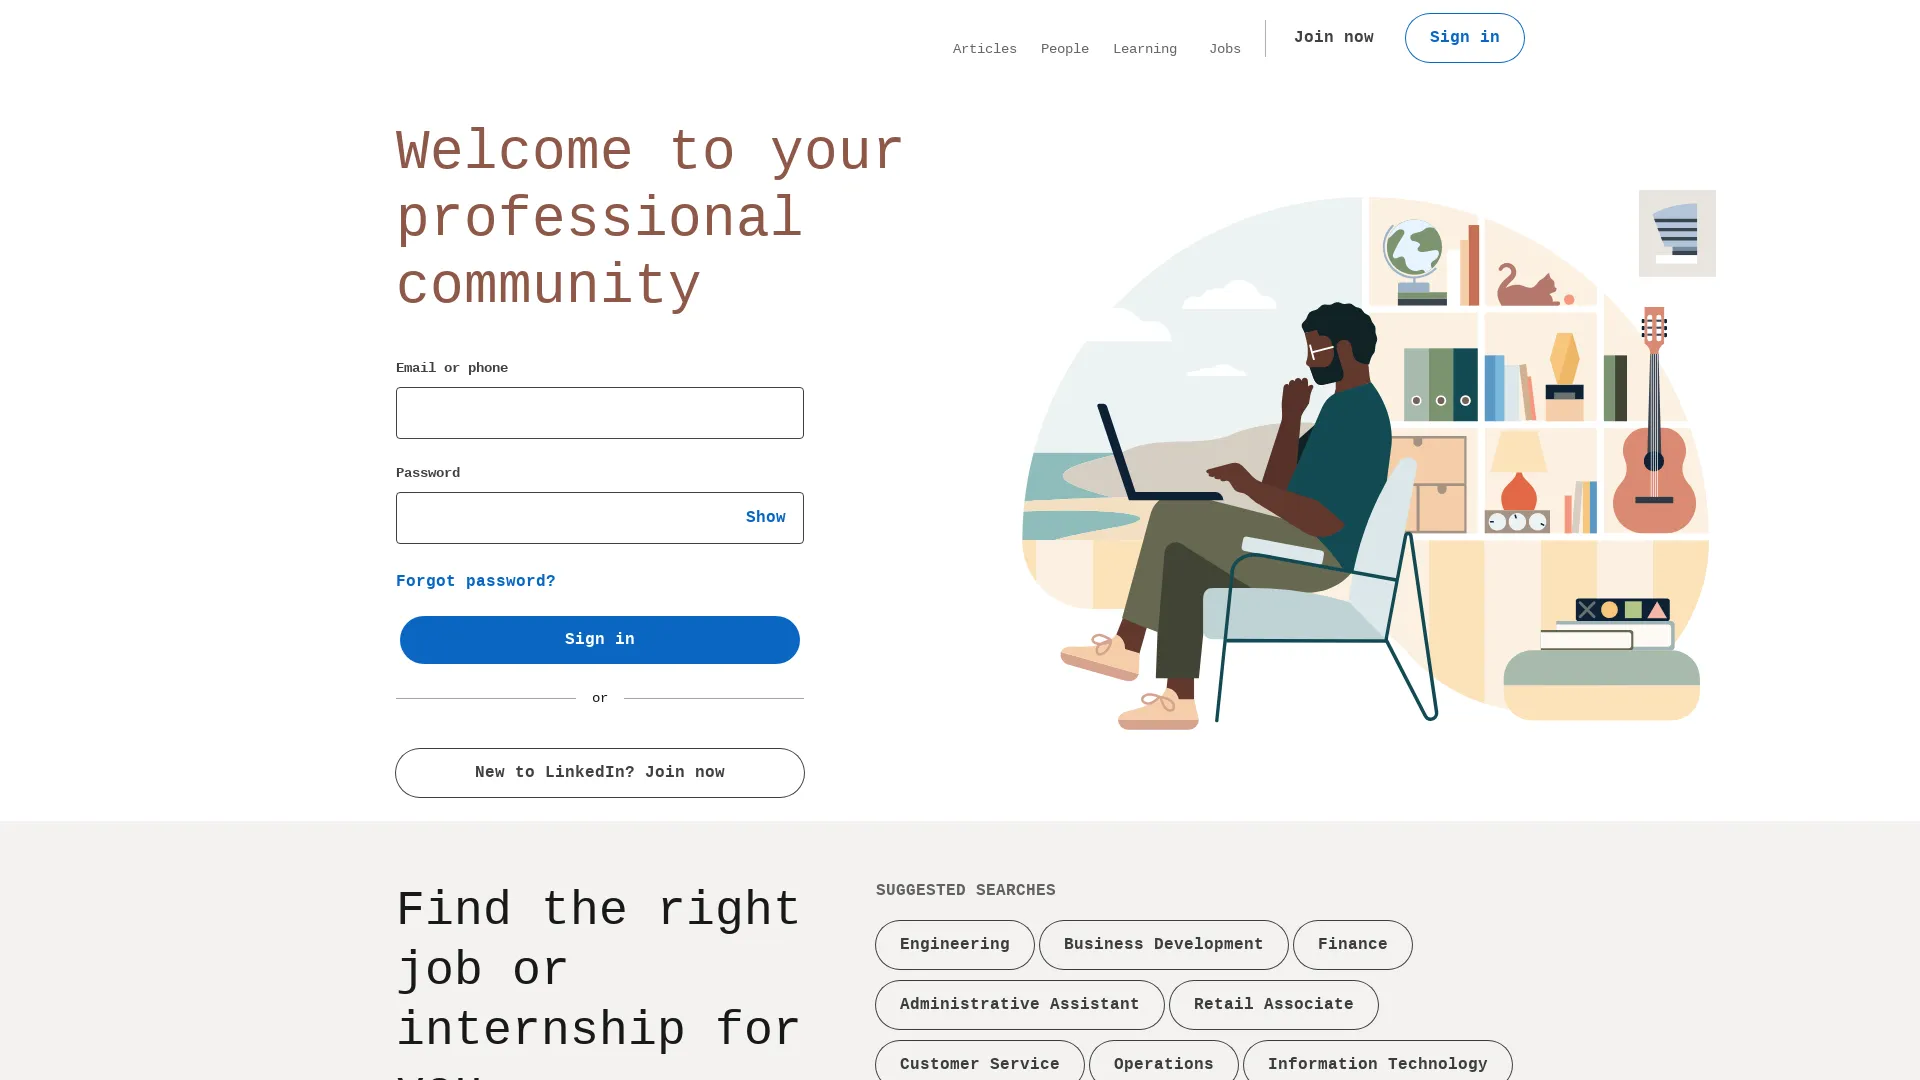 Articles People Learning Jobs Join now Sign in
Welcome to your
professional
community
Email or phone
Password
Show
Forgot password?
Sign in
or
New to LinkedIn? Join now
Find the right
job or
internship for
SUGGESTED SEARCHES
Engineering Business Development Finance
Administrative Assistant Retail Associate
Customer Service Operations Information Technology